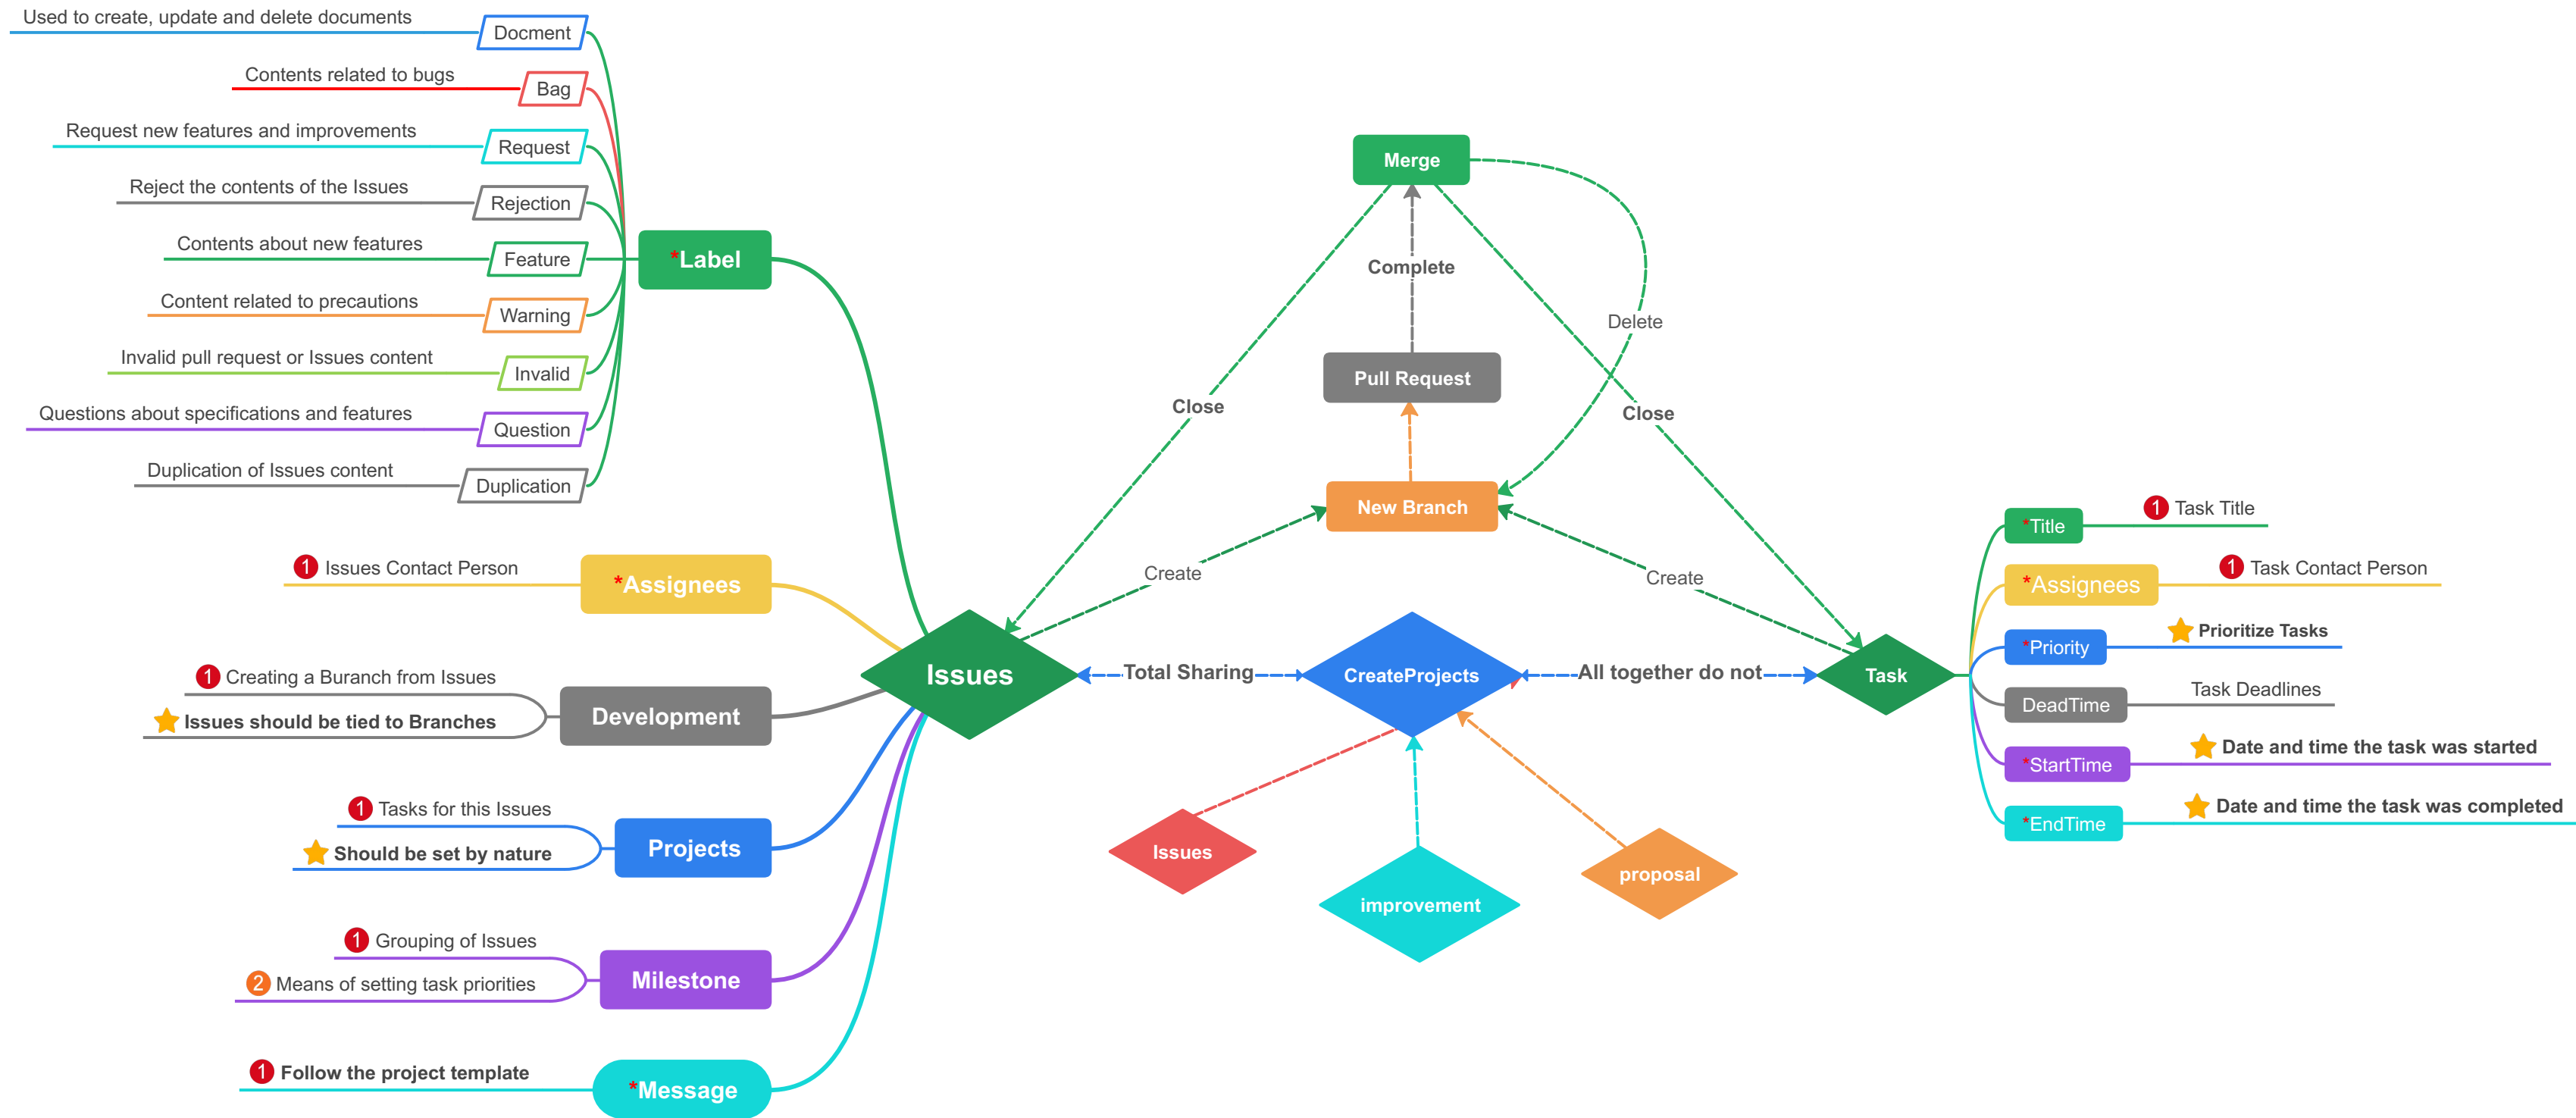 Used to create, update and delete documents
Docment
Contents related to bugs
Bag
Request new features and improvements
Request
Reject the contents of the Issues
Rejection
Contents about new features
Feature
Content related to precautions
Warning
Invalid pull request or Issues content
Invalid
Questions about specifications and features
Question
Duplication of Issues content
Duplication
*Label
1 Issues Contact Person
*Assignees
1 Creating a Buranch from Issues
Issues should be tied to Branches
Development
1 Tasks for this Issues
Should be set by nature
Projects
1 Grouping of Issues
2 Means of setting task priorities
Milestone
1 Follow the project template
*Message
Issues
Merge
Complete
Delete
Pull Request
Close
Close
New Branch
Create
Create
Total Sharing
CreateProjects
All together do not
Task
Issues
improvement
proposal
*Title
1 Task Title
*Assignees
1 Task Contact Person
*Priority
Prioritize Tasks
DeadTime
Task Deadlines
*StartTime
Date and time the task was started
*EndTime
Date and time the task was completed